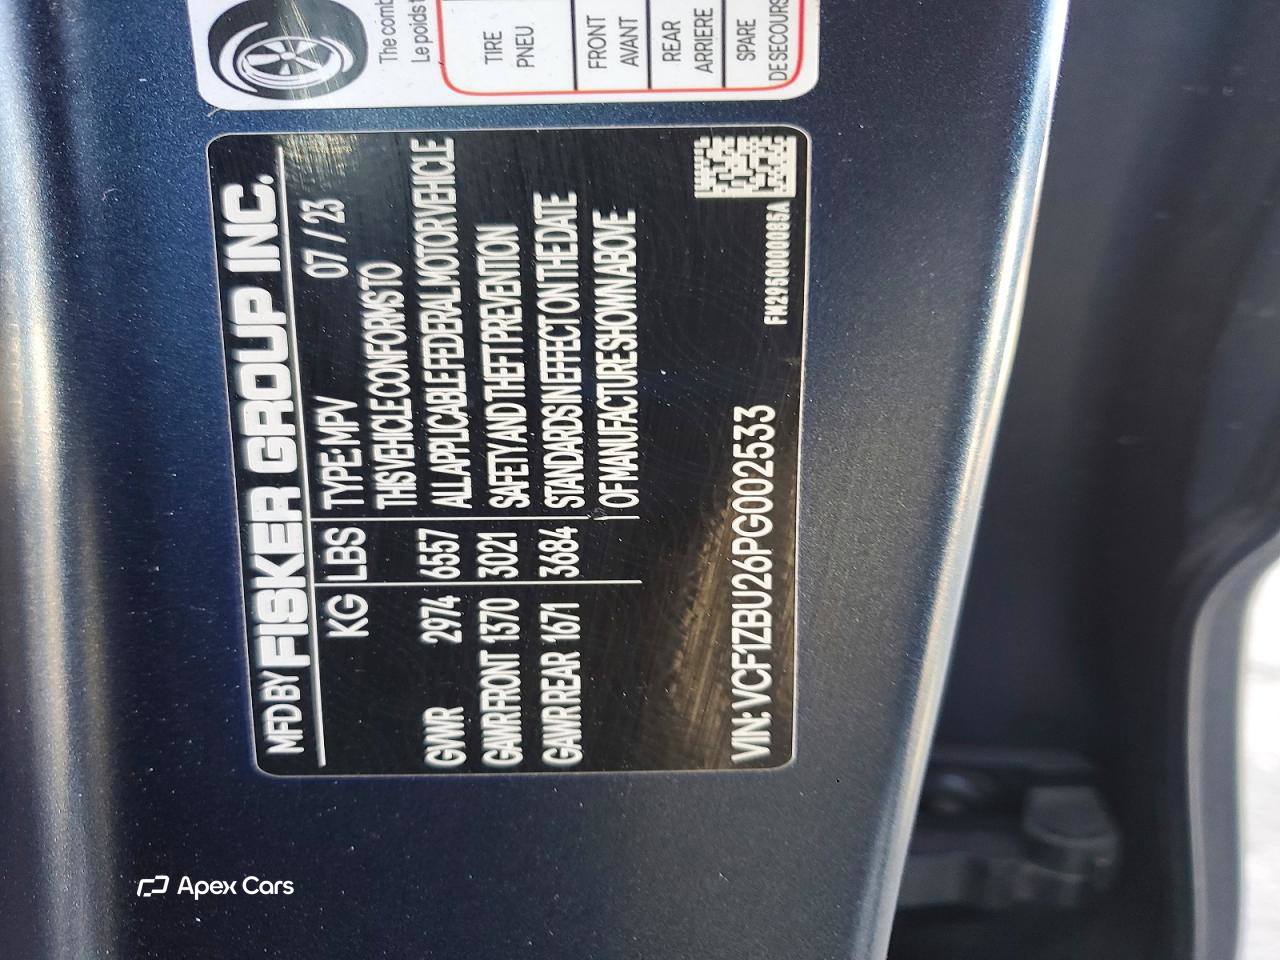 The comb
Le poids t
TIRE
PNEU
FRONT
AVANT
REAR
ARRIERE
SPARE
DE SECOURS
MFD BY FISKER GROUP INC.
KG LBS TYPE: MPV 07 / 23
THIS VEHICLE CONFORMS TO
GVWR 2974 6557 ALL APPLICABLE FEDERAL MOTOR VEHICLE
GAWR FRONT 1370 3021 SAFETY AND THEFT PREVENTION
GAWR REAR 1671 3684 STANDARDS IN EFFECT ON THE DATE
OF MANUFACTURE SHOWN ABOVE
VIN: VCF1ZBU26PG002533
FM2950000085A
Apex Cars